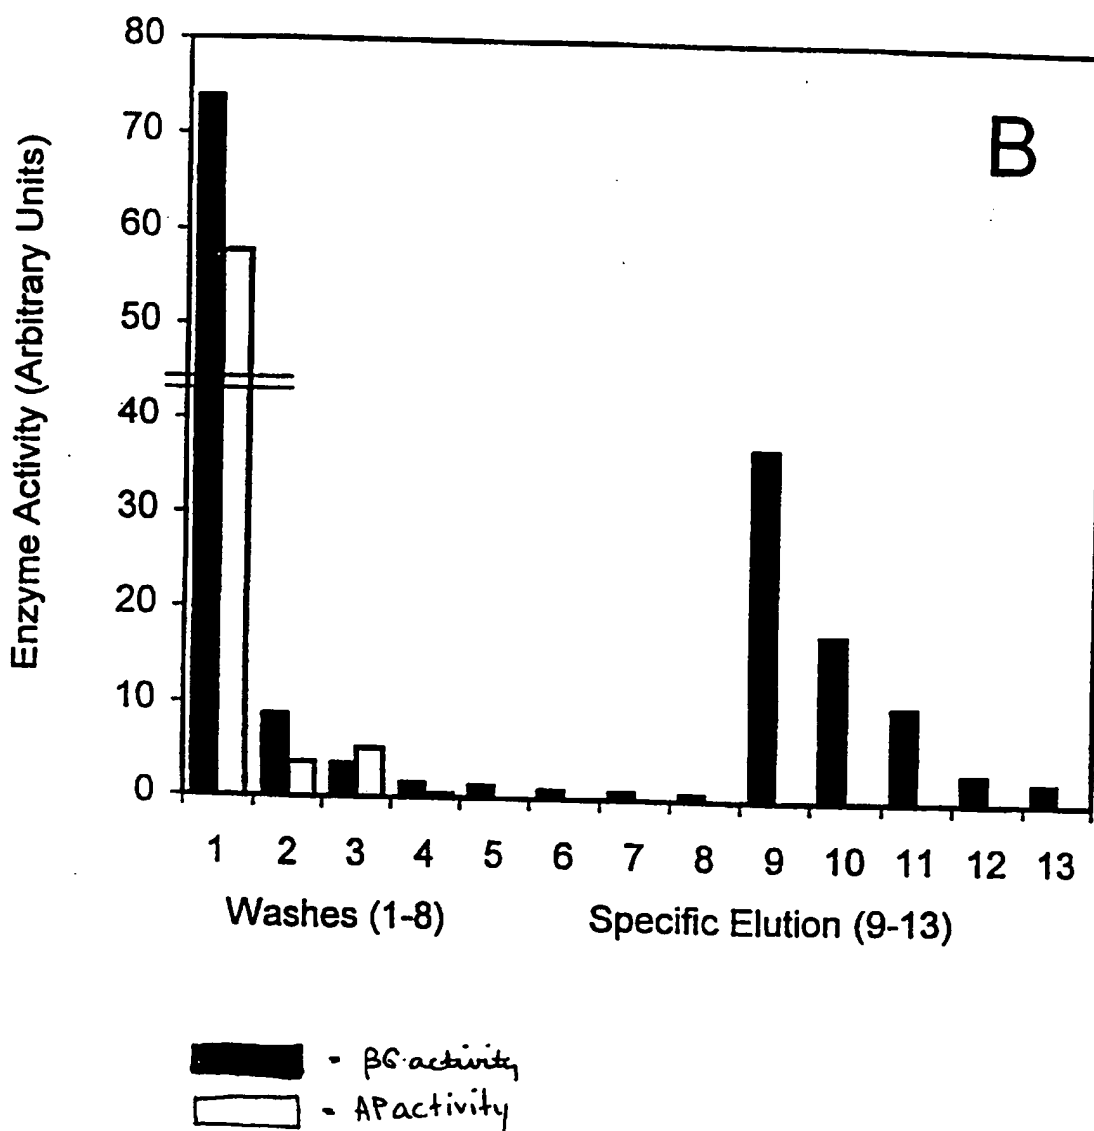 B
Enzyme Activity (Arbitrary Units)
80
70
60
50
40
30
20
10
0
1 2 3 4 5 6 7 8 9 10 11 12 13
Washes (1-8) Specific Elution (9-13)
- βG activity
- AP activity